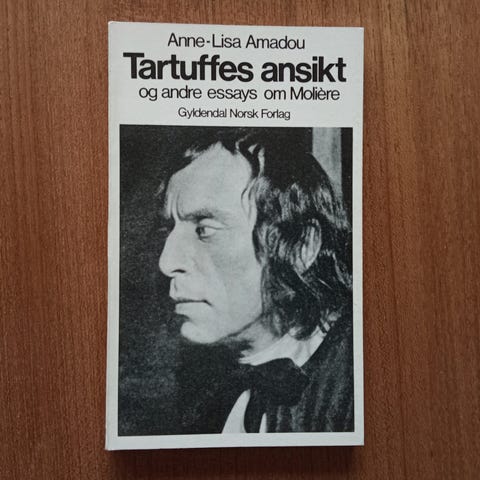 Anne-Lisa Amadou
Tartuffes ansikt
og andre essays om Molière
Gyldendal Norsk Forlag